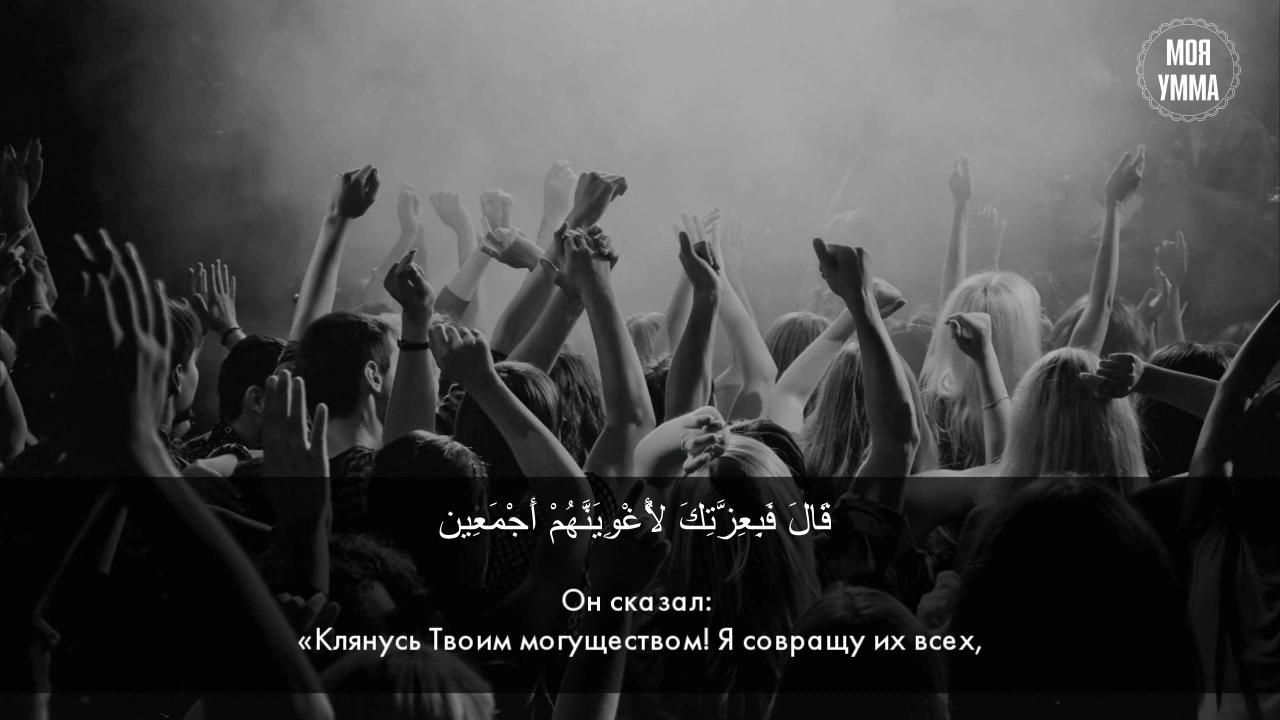 МОЯ
УММА
قَالَ فَبِعِزَّتِكَ لَأُغْوِيَنَّهُمْ أَجْمَعِين
Он сказал:
«Клянусь Твоим могуществом! Я совращу их всех,